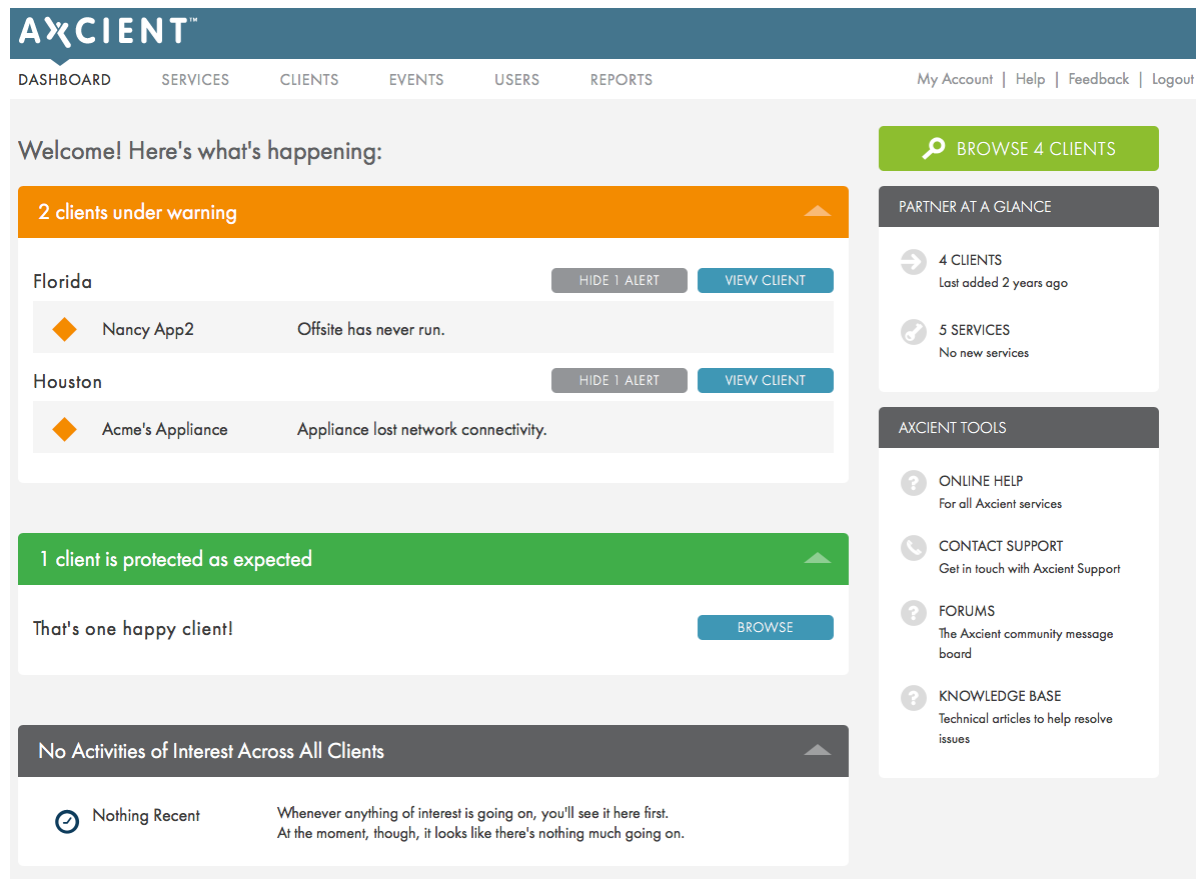 AXCIENT™
DASHBOARD SERVICES CLIENTS EVENTS USERS REPORTS My Account | Help | Feedback | Logout
Welcome! Here's what's happening:
2 clients under warning
Florida HIDE 1 ALERT VIEW CLIENT
Nancy App2 Offsite has never run.
Houston HIDE 1 ALERT VIEW CLIENT
Acme's Appliance Appliance lost network connectivity.
1 client is protected as expected
That's one happy client! BROWSE
No Activities of Interest Across All Clients
Nothing Recent Whenever anything of interest is going on, you'll see it here first.
At the moment, though, it looks like there's nothing much going on.
BROWSE 4 CLIENTS
PARTNER AT A GLANCE
4 CLIENTS
Last added 2 years ago
5 SERVICES
No new services
AXCIENT TOOLS
ONLINE HELP
For all Axcient services
CONTACT SUPPORT
Get in touch with Axcient Support
FORUMS
The Axcient community message
board
KNOWLEDGE BASE
Technical articles to help resolve
issues